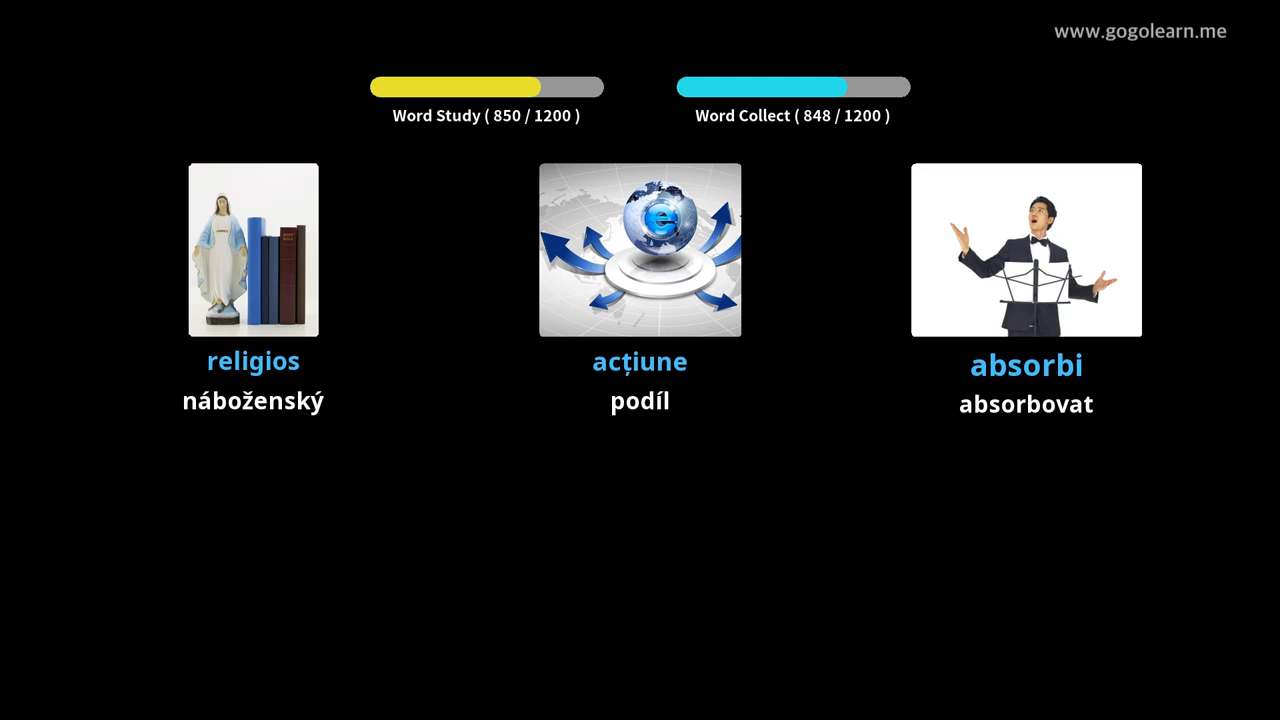 www.gogolearn.me
Word Study ( 850 / 1200 )
Word Collect ( 848 / 1200 )
religios
acțiune
absorbi
náboženský
podíl
absorbovat